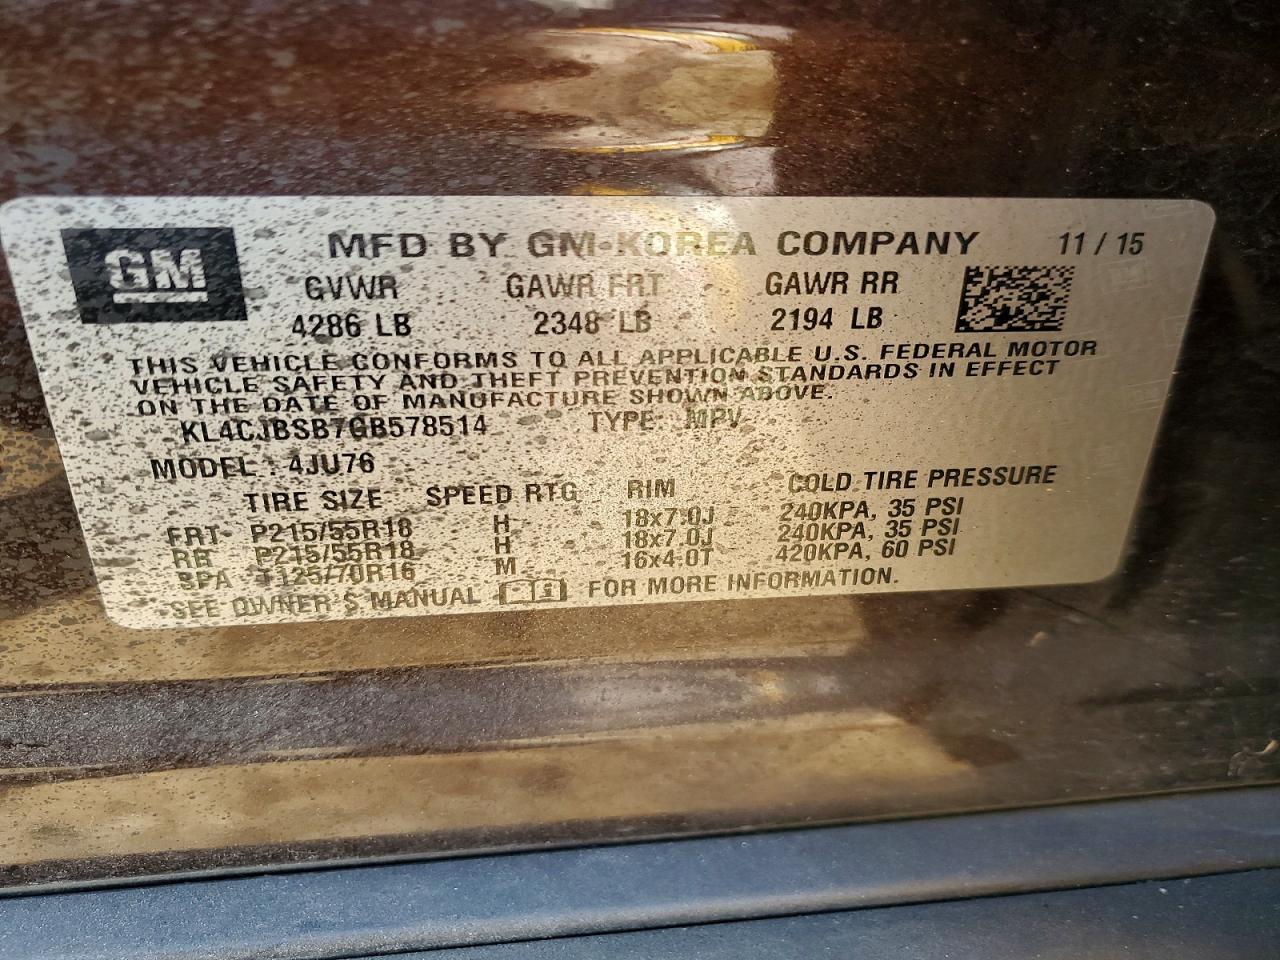 GM
MFD BY GM-KOREA COMPANY 11 / 15
GVWR GAWR FRT GAWR RR
4286 LB 2348 LB 2194 LB
THIS VEHICLE CONFORMS TO ALL APPLICABLE U.S. FEDERAL MOTOR
VEHICLE SAFETY AND THEFT PREVENTION STANDARDS IN EFFECT
ON THE DATE OF MANUFACTURE SHOWN ABOVE.
KL4CJBSB7GB578514 TYPE: MPV
MODEL : 4JU76
TIRE SIZE SPEED RTG RIM COLD TIRE PRESSURE
FRT P215/55R18 H 18x7.0J 240KPA, 35 PSI
RR P215/55R18 H 18x7.0J 240KPA, 35 PSI
SPA T125/70R16 M 16x4.0T 420KPA, 60 PSI
SEE OWNER'S MANUAL FOR MORE INFORMATION.